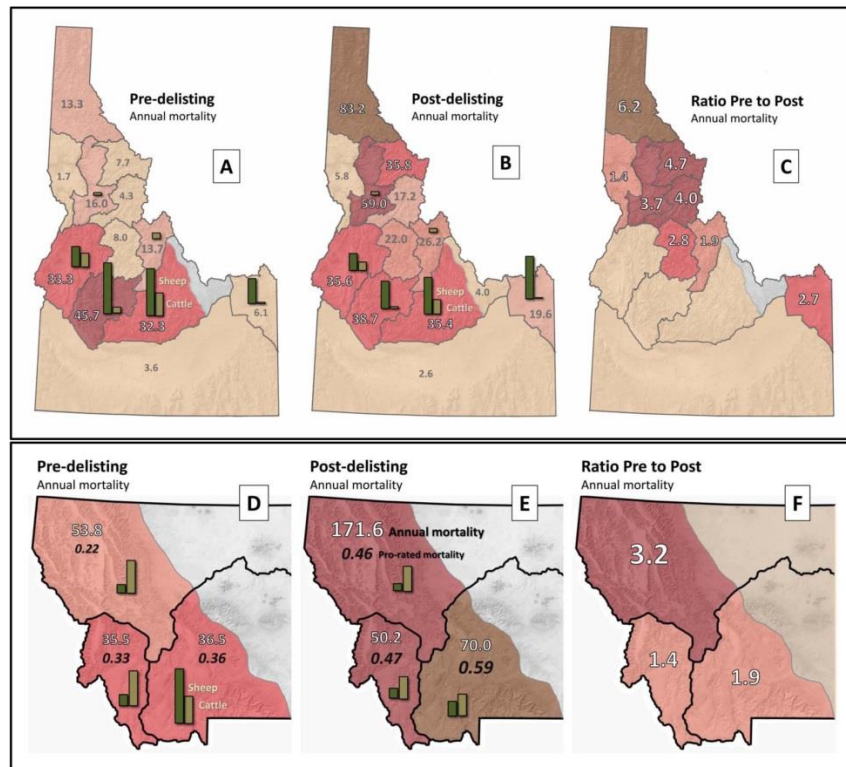 Pre-delisting
Annual mortality
A
13.3
1.7
7.7
16.0
4.3
8.0
13.7
33.3
45.7
Sheep
Cattle
32.3
6.1
3.6
Post-delisting
Annual mortality
B
83.2
5.8
35.8
59.0
17.2
22.0
26.2
35.6
38.7
Sheep
Cattle
35.4
4.0
19.6
2.6
Ratio Pre to Post
Annual mortality
C
6.2
1.4
4.7
3.7
4.0
2.8
1.9
2.7
Pre-delisting
Annual mortality
D
53.8
0.22
35.5
0.33
36.5
0.36
Sheep
Cattle
Post-delisting
Annual mortality
E
171.6 Annual mortality
0.46 Pro-rated mortality
50.2
0.47
70.0
0.59
Ratio Pre to Post
Annual mortality
F
3.2
1.4
1.9